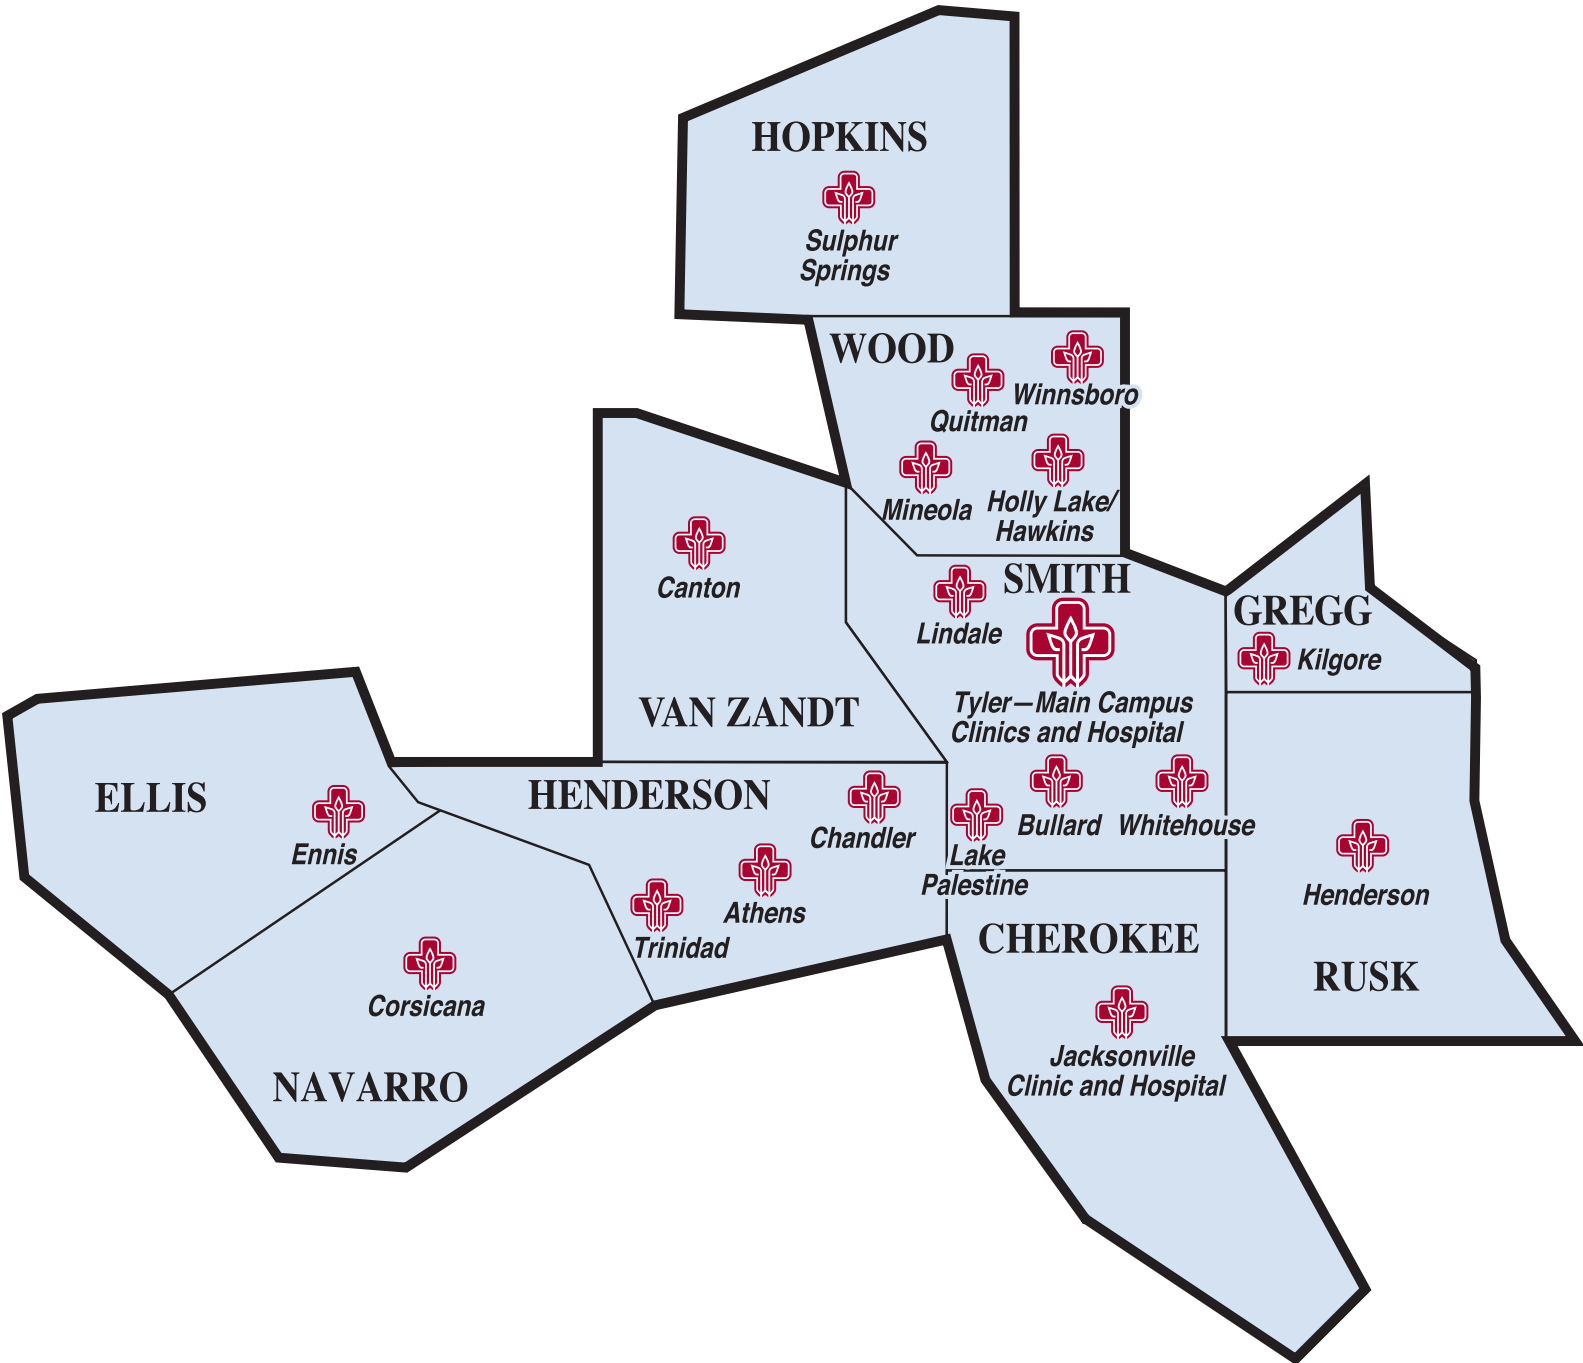 HOPKINS
Sulphur
Springs
WOOD
Winnsboro
Quitman
Mineola
Holly Lake/
Hawkins
Canton
VAN ZANDT
SMITH
Lindale
Tyler—Main Campus
Clinics and Hospital
Bullard
Whitehouse
Lake
Palestine
GREGG
Kilgore
ELLIS
Ennis
HENDERSON
Chandler
Athens
Trinidad
Corsicana
NAVARRO
CHEROKEE
Jacksonville
Clinic and Hospital
Henderson
RUSK